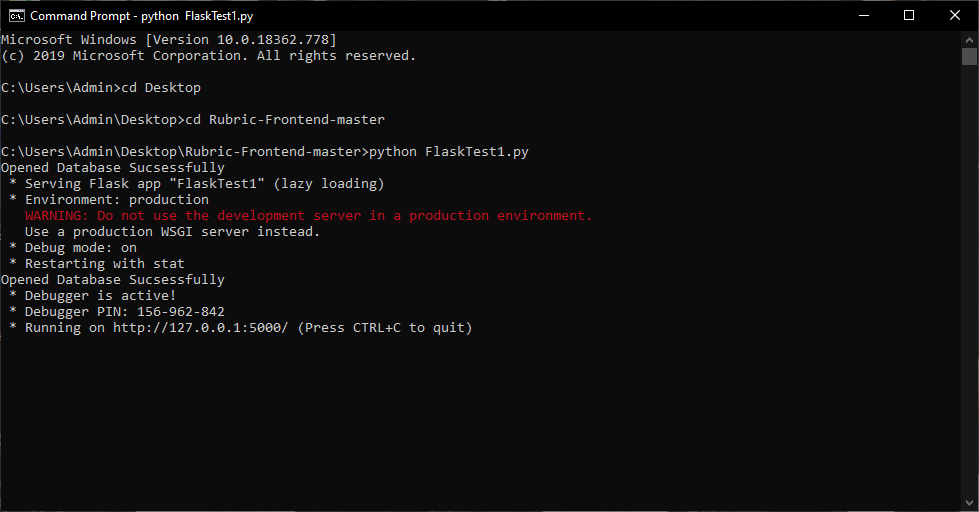 Command Prompt - python  FlaskTest1.py
Microsoft Windows [Version 10.0.18362.778]
(c) 2019 Microsoft Corporation. All rights reserved.
C:\Users\Admin>cd Desktop
C:\Users\Admin\Desktop>cd Rubric-Frontend-master
C:\Users\Admin\Desktop\Rubric-Frontend-master>python FlaskTest1.py
Opened Database Sucsessfully
 * Serving Flask app "FlaskTest1" (lazy loading)
 * Environment: production
   WARNING: Do not use the development server in a production environment.
   Use a production WSGI server instead.
 * Debug mode: on
 * Restarting with stat
Opened Database Sucsessfully
 * Debugger is active!
 * Debugger PIN: 156-962-842
 * Running on http://127.0.0.1:5000/ (Press CTRL+C to quit)